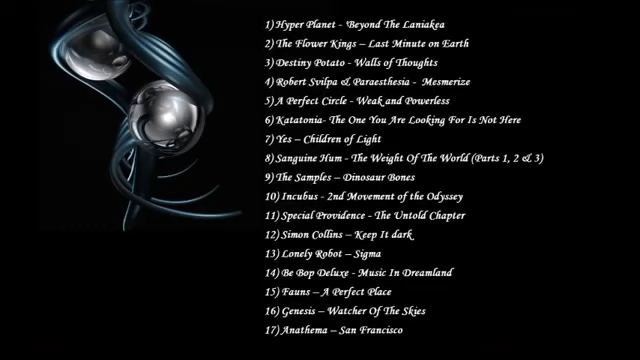 1) Hyper Planet - 'Beyond The Laniakea
2) The Flower Kings – Last Minute on Earth
3) Destiny Potato - Walls of Thoughts
4) Robert Svilpa & Paraesthesia - Mesmerize
5) A Perfect Circle - Weak and Powerless
6) Katatonia- The One You Are Looking For Is Not Here
7) Yes – Children of Light
8) Sanguine Hum - The Weight Of The World (Parts 1, 2 & 3)
9) The Samples – Dinosaur Bones
10) Incubus - 2nd Movement of the Odyssey
11) Special Providence - The Untold Chapter
12) Simon Collins – Keep It dark
13) Lonely Robot – Sigma
14) Be Bop Deluxe - Music In Dreamland
15) Fauns – A Perfect Place
16) Genesis – Watcher Of The Skies
17) Anathema – San Francisco